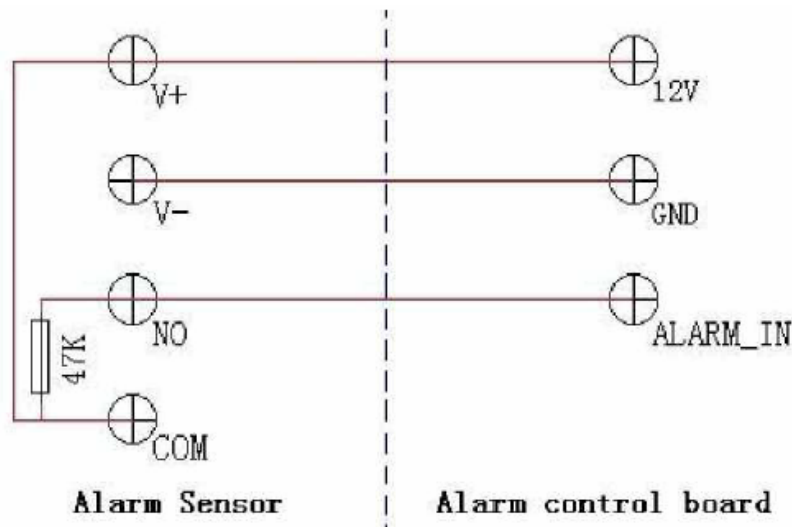 V+
12V
V-
GND
NO
ALARM_IN
47K
COM
Alarm Sensor
Alarm control board